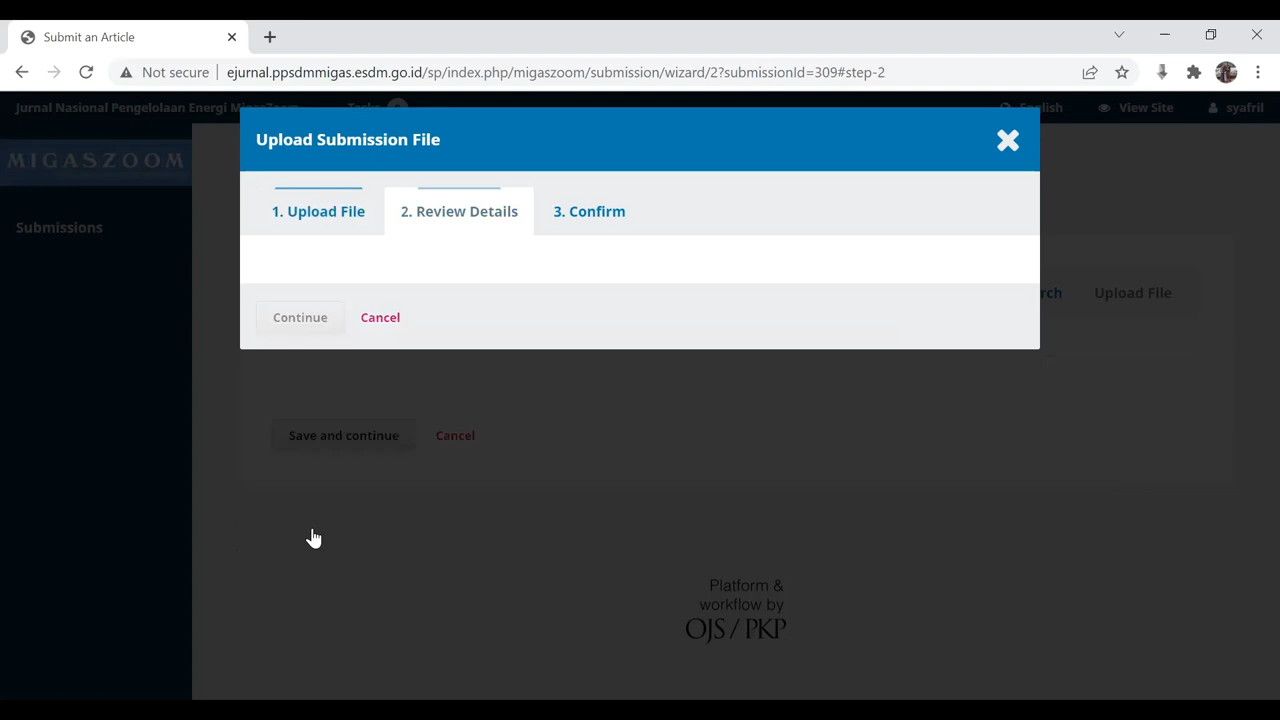 Submit an Article
Not secure
ejurnal.ppsdmmigas.esdm.go.id/sp/index.php/migaszoom/submission/wizard/2?submissionId=309#step-2
Jurnal Nasional Pengelolaan Energi MigasZoom
Tasks
English
View Site
syafril
Upload Submission File
MIGASZOOM
1. Upload File
2. Review Details
3. Confirm
Submissions
rch
Upload File
Continue
Cancel
Save and continue
Cancel
Platform &
workflow by
OJS / PKP